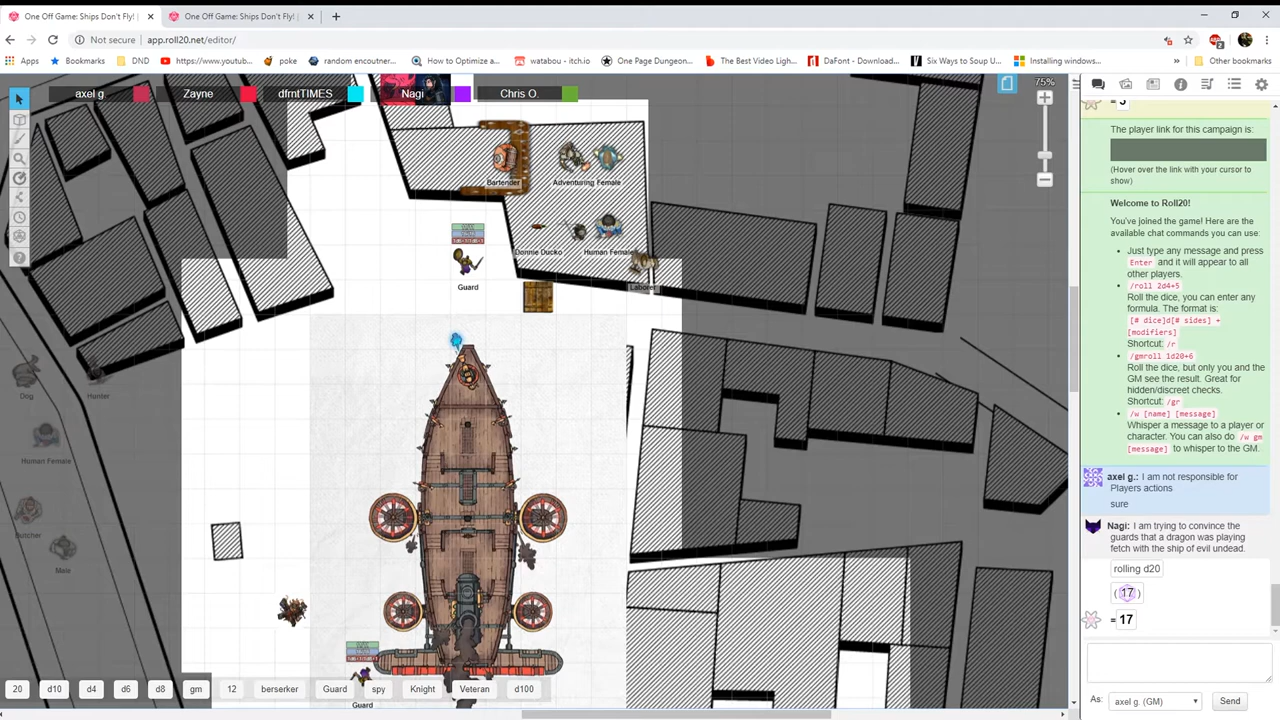 One Off Game: Ships Don't Fly! |
One Off Game: Ships Don't Fly! |
Not secure | app.roll20.net/editor/
Apps Bookmarks DND https://www.youtube... poke random encoutner... How to Optimize a... watabou - itch.io One Page Dungeon... The Best Video Ligh... DaFont - Download... Six Ways to Soup U... Installing windows... » Other bookmarks
axel g Zayne dfrntTIMES Nagi Chris O.
75%
Bartender
Adventuring Female
Donnie
Guard
Laborer
Dog
Hunter
Human Female
Butcher
Male
Guard
20 d10 d4 d6 d8 gm 12 berserker Guard spy Knight Veteran d100
The player link for this campaign is:
(Hover over the link with your cursor to
show)
Welcome to Roll20!
You've joined the game! Here are the
available chat commands you can use:
Just type any message and press
Enter and it will appear to all
other players.
/roll 2d4+5
Roll the dice, you can enter any
formula. The format is:
[# dice]d[# sides] +
[modifiers]
Shortcut: /r
/gmroll 1d20+6
Roll the dice, but only you and the
GM see the result. Great for
hidden/discreet checks.
Shortcut: /gr
/w [name] [message]
Whisper a message to a player or
character. You can also do /w gm
[message] to whisper to the GM.
axel g.: I am not responsible for
Players actions
sure
Nagi: I am trying to convince the
guards that a dragon was playing
fetch with the ship of evil undead.
rolling d20
(17)
= 17
As: axel g. (GM) Send